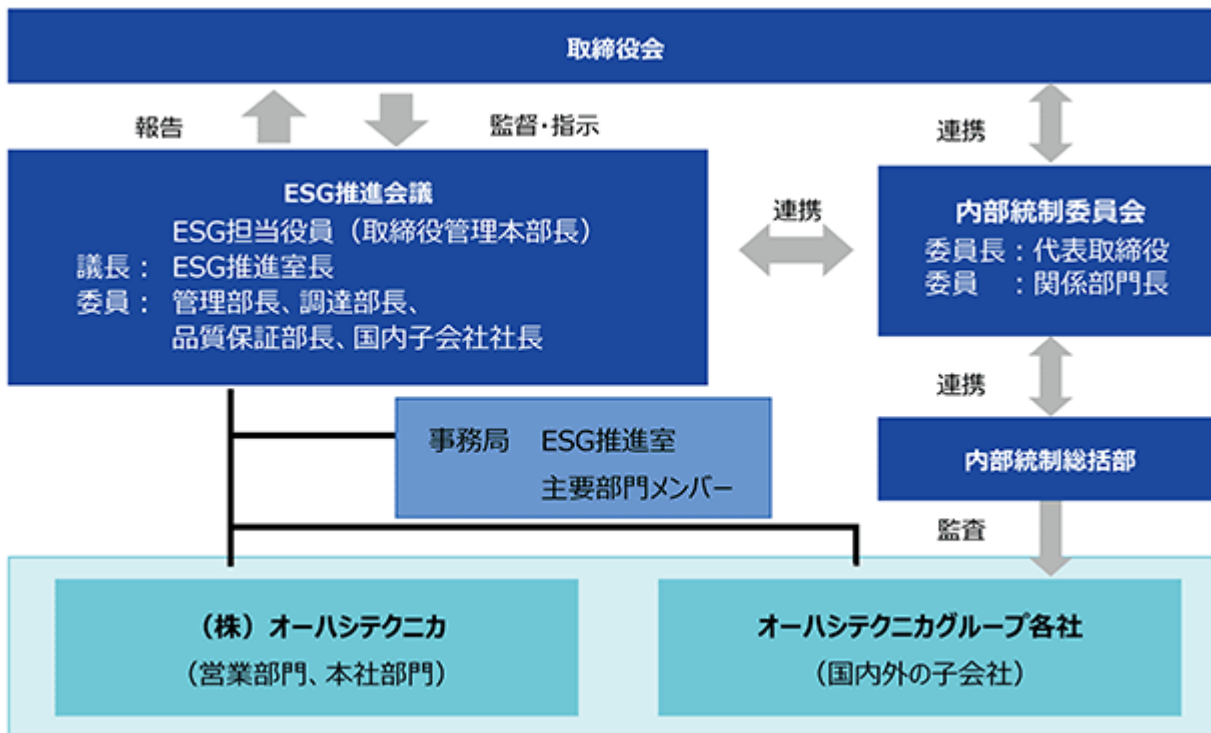 取締役会
報告
監督・指示
連携
ESG推進会議
ESG担当役員（取締役管理本部長）
議長： ESG推進室長
委員： 管理部長、調達部長、
品質保証部長、国内子会社社長
連携
内部統制委員会
委員長：代表取締役
委員　：関係部門長
連携
事務局　ESG推進室
主要部門メンバー
内部統制総括部
監査
（株）オーハシテクニカ
（営業部門、本社部門）
オーハシテクニカグループ各社
（国内外の子会社）